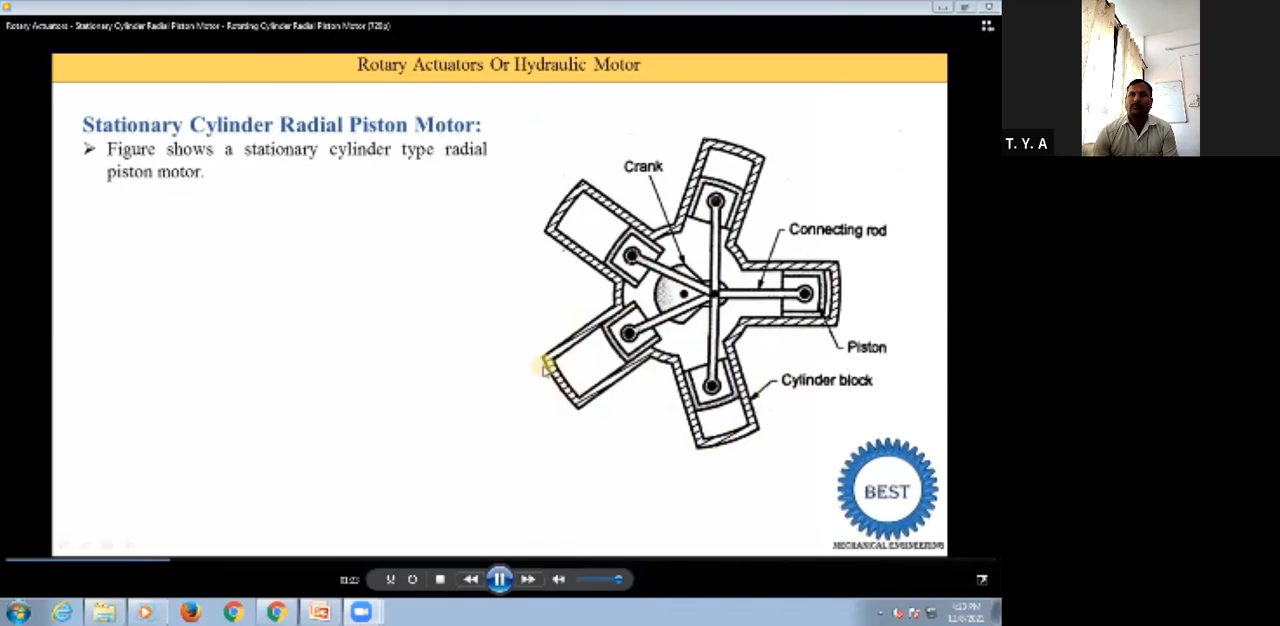 Rotary Actuators - Stationary Cylinder Radial Piston Motor - Rotating Cylinder Radial Piston Motor (720p)
Rotary Actuators Or Hydraulic Motor
Stationary Cylinder Radial Piston Motor:
➢ Figure shows a stationary cylinder type radial
piston motor.
Crank
Connecting rod
Piston
Cylinder block
BEST
MECHANICAL ENGINEERING
T. Y. A